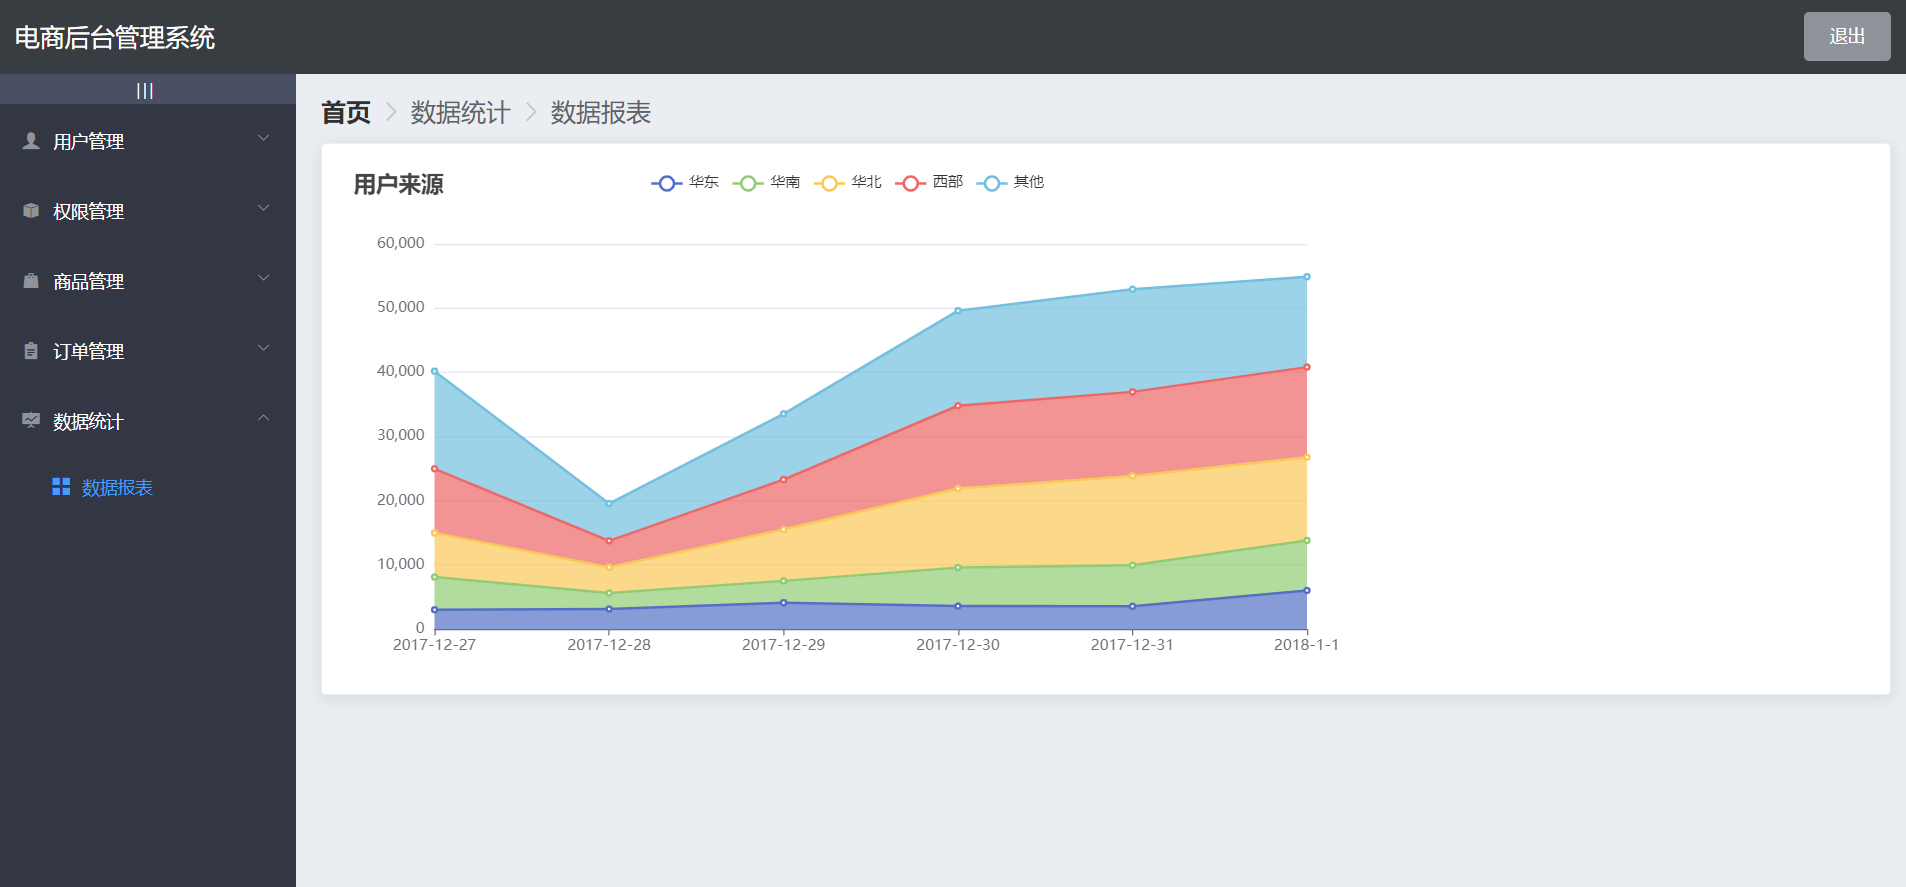 电商后台管理系统
退出
|||
用户管理
权限管理
商品管理
订单管理
数据统计
数据报表
首页 > 数据统计 > 数据报表
用户来源
华东 华南 华北 西部 其他
60,000
50,000
40,000
30,000
20,000
10,000
0
2017-12-27 2017-12-28 2017-12-29 2017-12-30 2017-12-31 2018-1-1